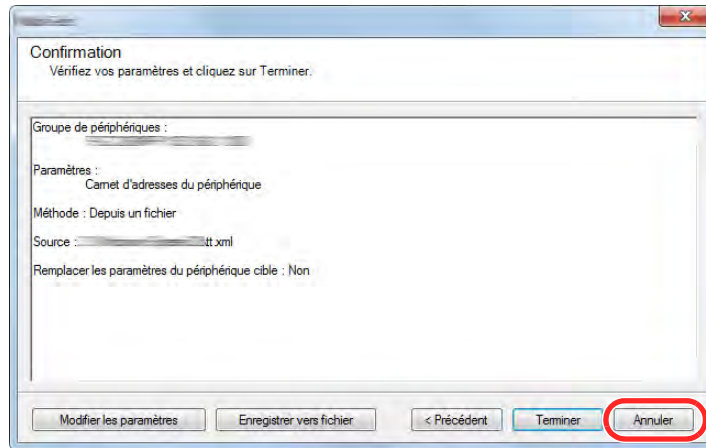 Confirmation
Vérifiez vos paramètres et cliquez sur Terminer.
Groupe de périphériques :
Paramètres :
Carnet d'adresses du périphérique
Méthode : Depuis un fichier
Source : tt.xml
Remplacer les paramètres du périphérique cible : Non
Modifier les paramètres Enregistrer vers fichier < Précédent Terminer Annuler